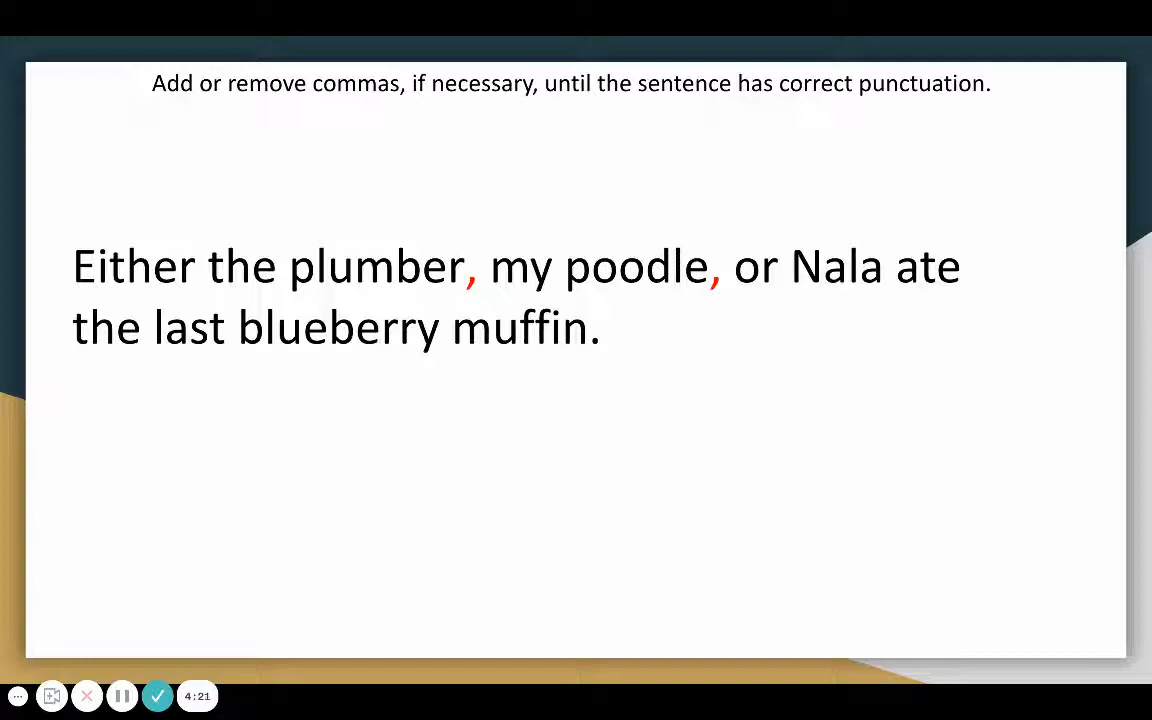 Add or remove commas, if necessary, until the sentence has correct punctuation.
Either the plumber, my poodle, or Nala ate
the last blueberry muffin.
4:21